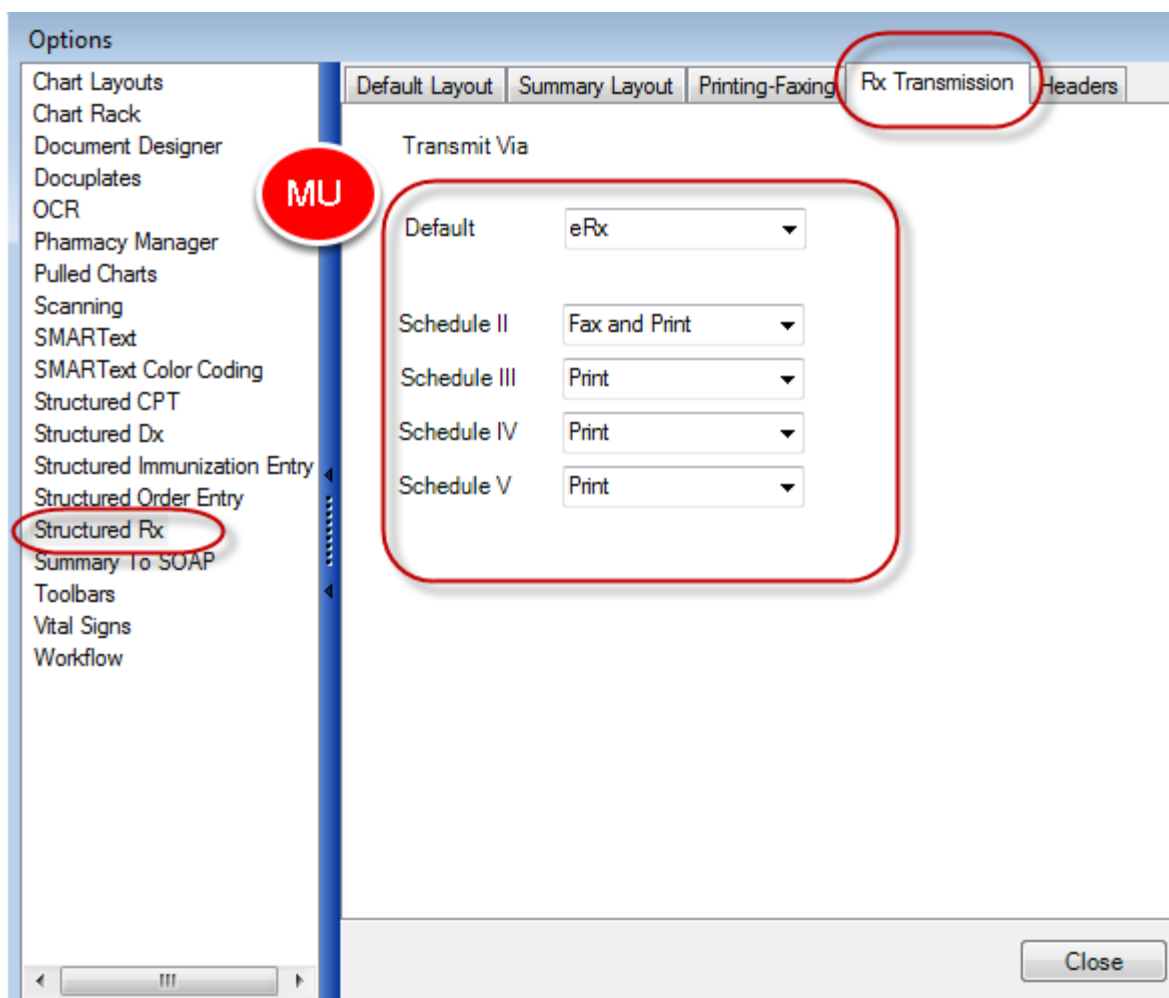 Options
Chart Layouts
Chart Rack
Document Designer
Docuplates
OCR
Pharmacy Manager
Pulled Charts
Scanning
SMARText
SMARText Color Coding
Structured CPT
Structured Dx
Structured Immunization Entry
Structured Order Entry
Structured Rx
Summary To SOAP
Toolbars
Vital Signs
Workflow
MU
Default Layout Summary Layout Printing-Faxing Rx Transmission Headers
Transmit Via
Default eRx
Schedule II Fax and Print
Schedule III Print
Schedule IV Print
Schedule V Print
Close